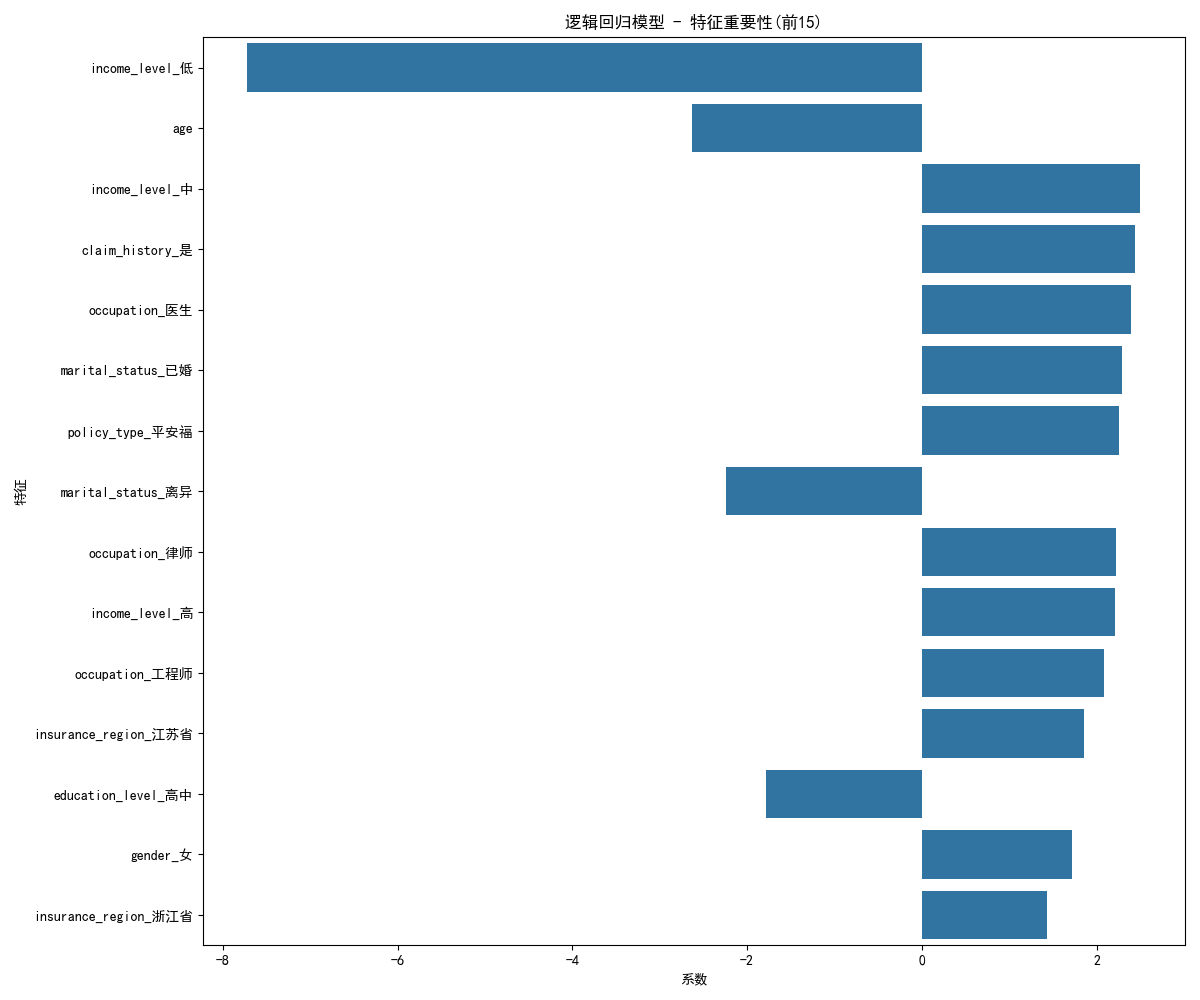 逻辑回归模型 - 特征重要性(前15)
income_level_低
age
income_level_中
claim_history_是
occupation_医生
marital_status_已婚
policy_type_平安福
marital_status_离异
occupation_律师
income_level_高
occupation_工程师
insurance_region_江苏省
education_level_高中
gender_女
insurance_region_浙江省
特征
-8 -6 -4 -2 0 2
系数